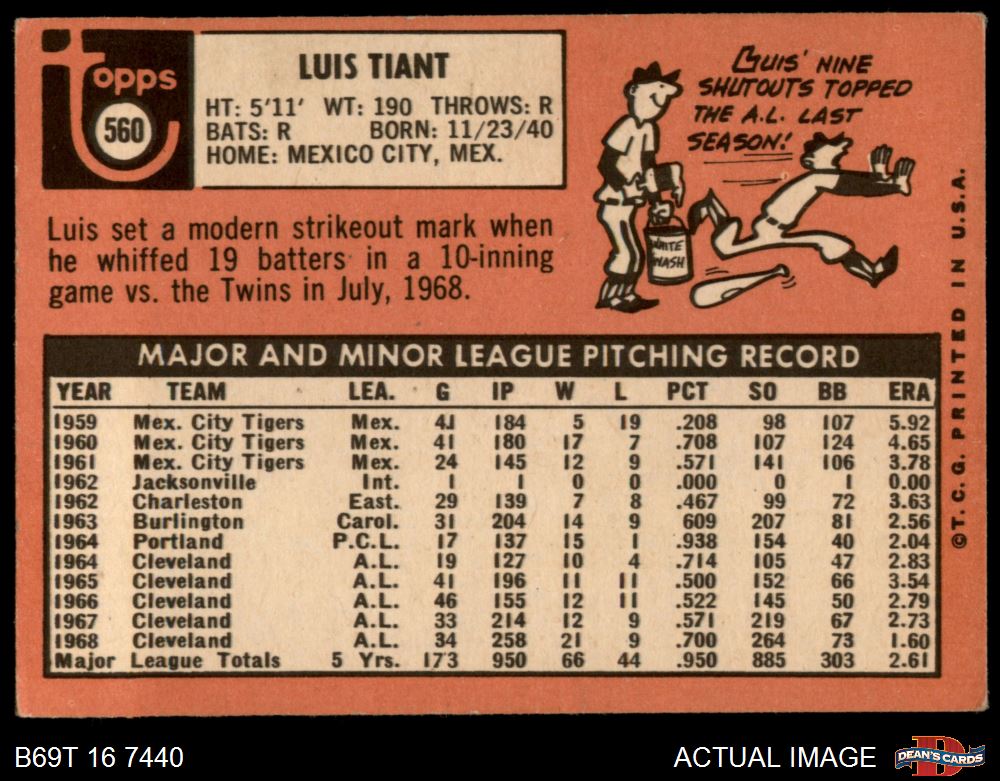 Topps
560
LUIS TIANT
HT: 5'11' WT: 190 THROWS: R
BATS: R BORN: 11/23/40
HOME: MEXICO CITY, MEX.
LUIS' NINE
SHUTOUTS TOPPED
THE A.L. LAST
SEASON!
WHITE
WASH
Luis set a modern strikeout mark when
he whiffed 19 batters in a 10-inning
game vs. the Twins in July, 1968.
MAJOR AND MINOR LEAGUE PITCHING RECORD
YEAR TEAM LEA. G IP W L PCT SO BB ERA
1959 Mex. City Tigers Mex. 41 184 5 19 .208 98 107 5.92
1960 Mex. City Tigers Mex. 41 180 17 7 .708 107 124 4.65
1961 Mex. City Tigers Mex. 24 145 12 9 .571 141 106 3.78
1962 Jacksonville Int. 1 1 0 0 .000 0 1 0.00
1962 Charleston East. 29 139 7 8 .467 99 72 3.63
1963 Burlington Carol. 31 204 14 9 609 207 81 2.56
1964 Portland P.C.L. 17 137 15 1 .938 154 40 2.04
1964 Cleveland A.L. 19 127 10 4 .714 105 47 2.83
1965 Cleveland A.L. 41 196 11 11 .500 152 66 3.54
1966 Cleveland A.L. 46 155 12 11 .522 145 50 2.79
1967 Cleveland A.L. 33 214 12 9 .571 219 67 2.73
1968 Cleveland A.L. 34 258 21 9 .700 264 73 1.60
Major League Totals 5 Yrs. 173 950 66 44 .950 885 303 2.61
©T.C.G. PRINTED IN U.S.A.
B69T 16 7440
ACTUAL IMAGE
D
DEAN'S CARDS